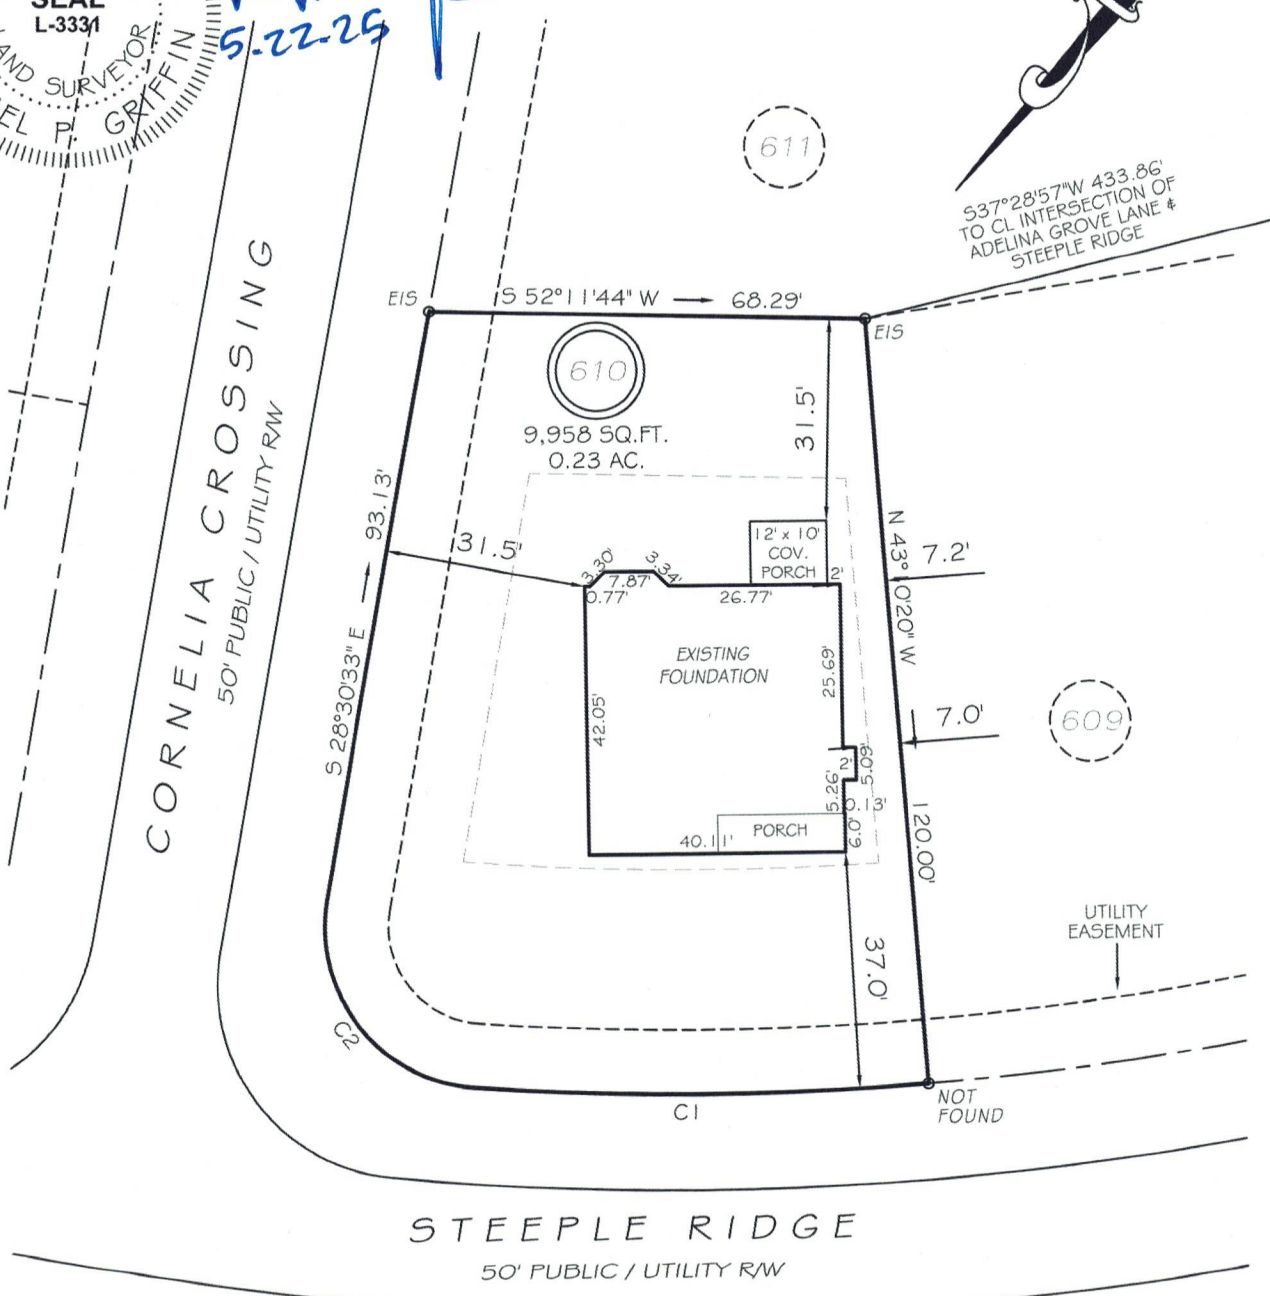 SEAL
L-3331
LAND SURVEYOR
EL P. GRIFFIN
5-22-25
611
S37°28'57"W 433.86'
TO CL INTERSECTION OF
ADELINA GROVE LANE &
STEEPLE RIDGE
EIS
S 52°11'44" W
68.29'
EIS
610
9,958 SQ.FT.
0.23 AC.
31.5'
CORNELIA CROSSING
50' PUBLIC / UTILITY R/W
S 28°30'33" E
93.13'
31.5'
3.30'
7.87'
3.34'
0.77'
26.77'
12' x 10'
COV.
PORCH
2'
N 43°10'20" W
120.00'
7.2'
EXISTING
FOUNDATION
25.69'
42.05'
7.0'
609
2'
5.09'
5.26'
0.13'
6.0'
PORCH
40.11'
37.0'
UTILITY
EASEMENT
C2
C1
NOT
FOUND
STEEPLE RIDGE
50' PUBLIC / UTILITY R/W